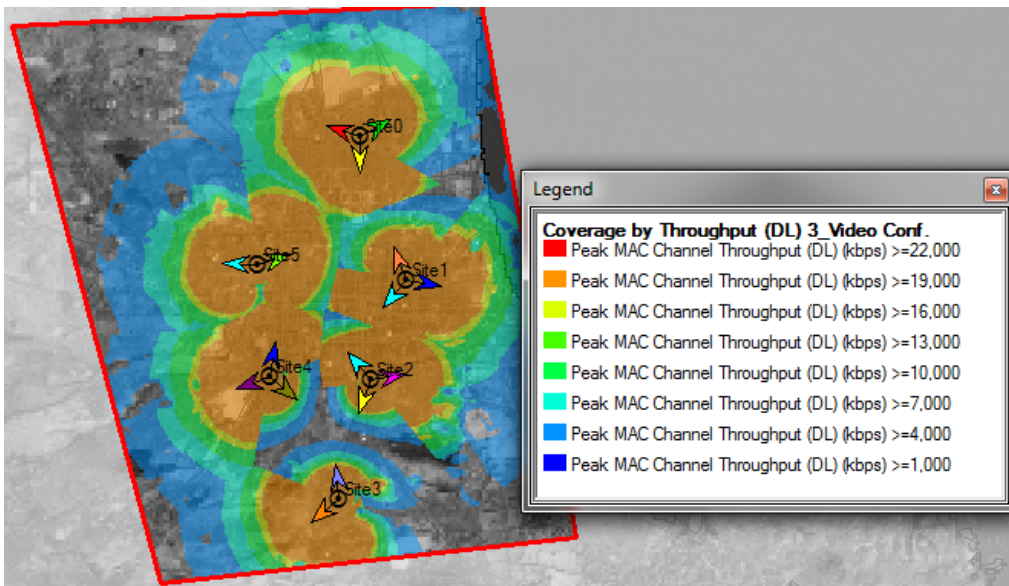 Site0
Site5
Site1
Site4
Site2
Site3
Legend
x
Coverage by Throughput (DL) 3_Video Conf.
Peak MAC Channel Throughput (DL) (kbps) >=22,000
Peak MAC Channel Throughput (DL) (kbps) >=19,000
Peak MAC Channel Throughput (DL) (kbps) >=16,000
Peak MAC Channel Throughput (DL) (kbps) >=13,000
Peak MAC Channel Throughput (DL) (kbps) >=10,000
Peak MAC Channel Throughput (DL) (kbps) >=7,000
Peak MAC Channel Throughput (DL) (kbps) >=4,000
Peak MAC Channel Throughput (DL) (kbps) >=1,000